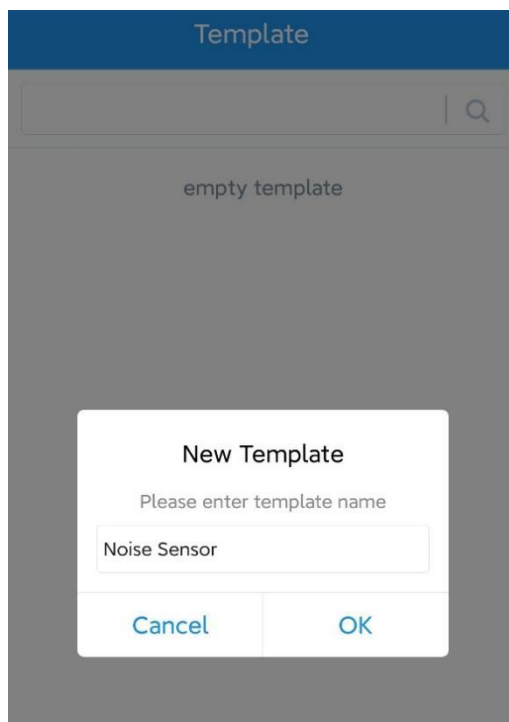 Template
empty template
New Template
Please enter template name
Noise Sensor
Cancel OK